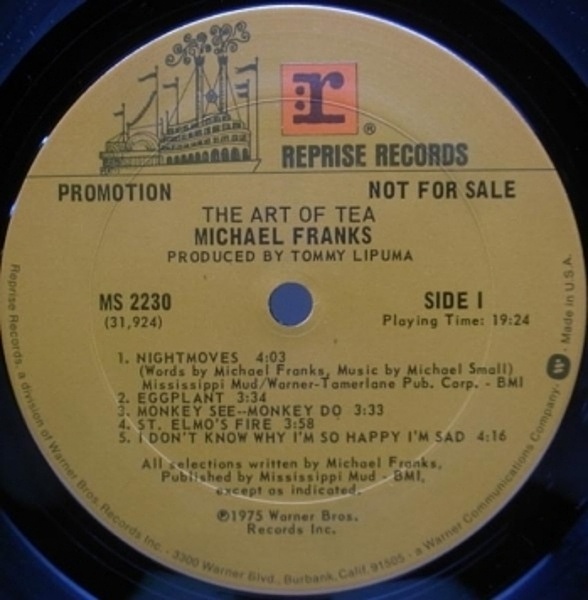 r ®
REPRISE RECORDS
PROMOTION NOT FOR SALE
THE ART OF TEA
MICHAEL FRANKS
PRODUCED BY TOMMY LIPUMA
MS 2230 SIDE I
(31,924) Playing Time: 19:24
1. NIGHTMOVES 4:03
(Words by Michael Franks, Music by Michael Small)
Mississippi Mud/Warner-Tamerlane Pub. Corp. - BMI
2. EGGPLANT 3:34
3. MONKEY SEE--MONKEY DO 3:33
4. ST. ELMO'S FIRE 3:58
5. I DON'T KNOW WHY I'M SO HAPPY I'M SAD 4:16
All selections written by Michael Franks,
Published by Mississippi Mud - BMI,
except as indicated.
℗1975 Warner Bros.
Records Inc.
Reprise Records, a division of Warner Bros. Records Inc. · 3300 Warner Blvd., Burbank, Calif. 91505 · a Warner Communications Company · W · Made in U.S.A.